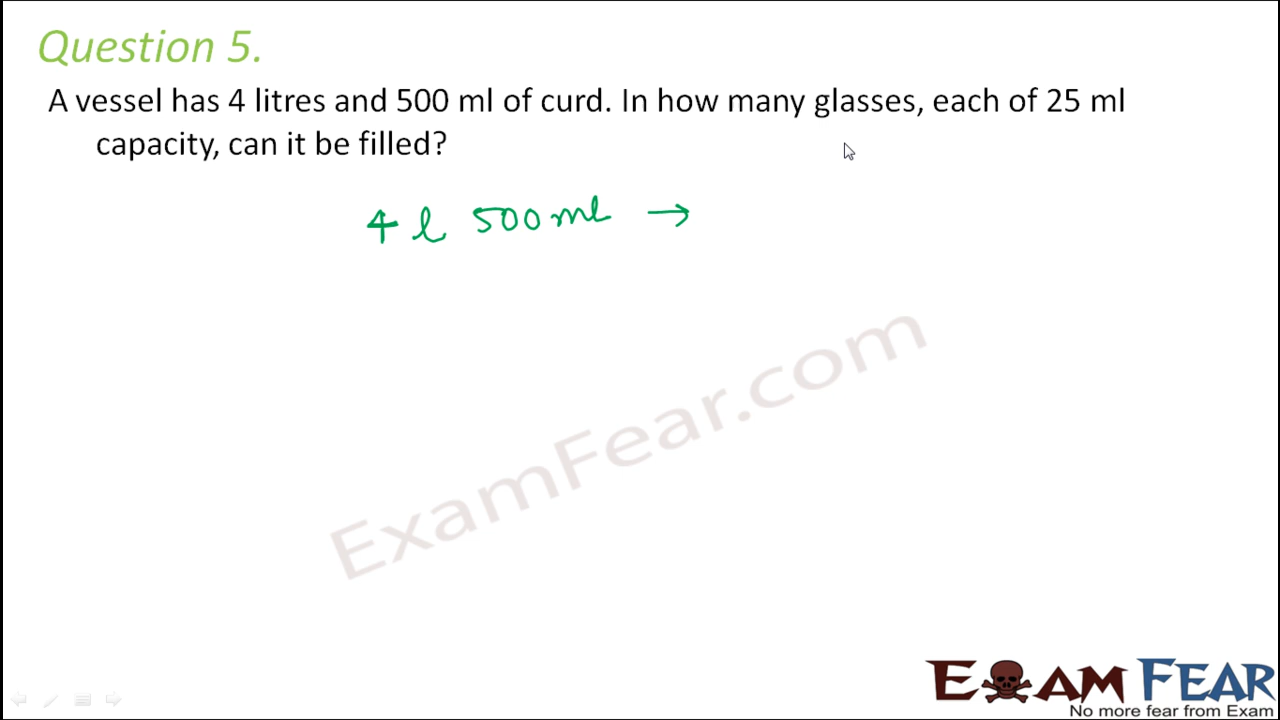 Question 5.
A vessel has 4 litres and 500 ml of curd. In how many glasses, each of 25 ml
capacity, can it be filled?
4 l 500 ml →
ExamFear.com
EXAM FEAR
No more fear from Exam